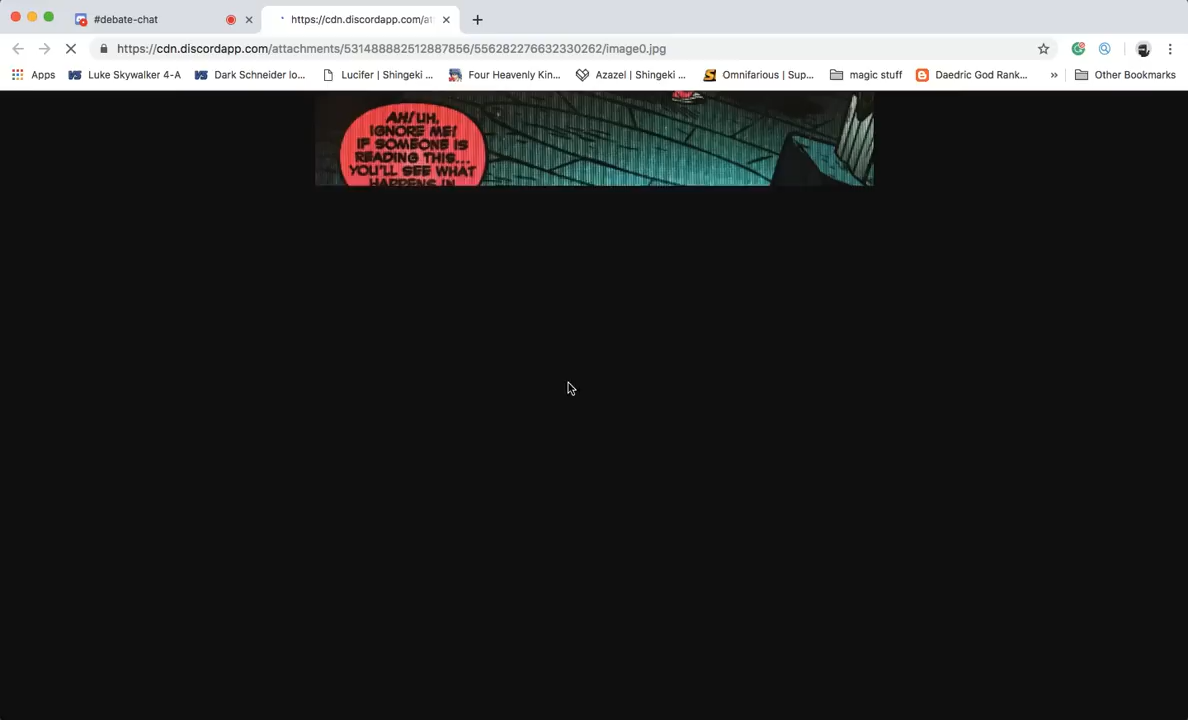 #debate-chat
https://cdn.discordapp.com/at
https://cdn.discordapp.com/attachments/531488882512887856/556282276632330262/image0.jpg
Apps
Luke Skywalker 4-A
Dark Schneider lo...
Lucifer | Shingeki ...
Four Heavenly Kin...
Azazel | Shingeki ...
Omnifarious | Sup...
magic stuff
Daedric God Rank...
»
Other Bookmarks
AH! UH,
IGNORE ME!
IF SOMEONE IS
READING THIS...
YOU'LL SEE WHAT
HAPPENS IN